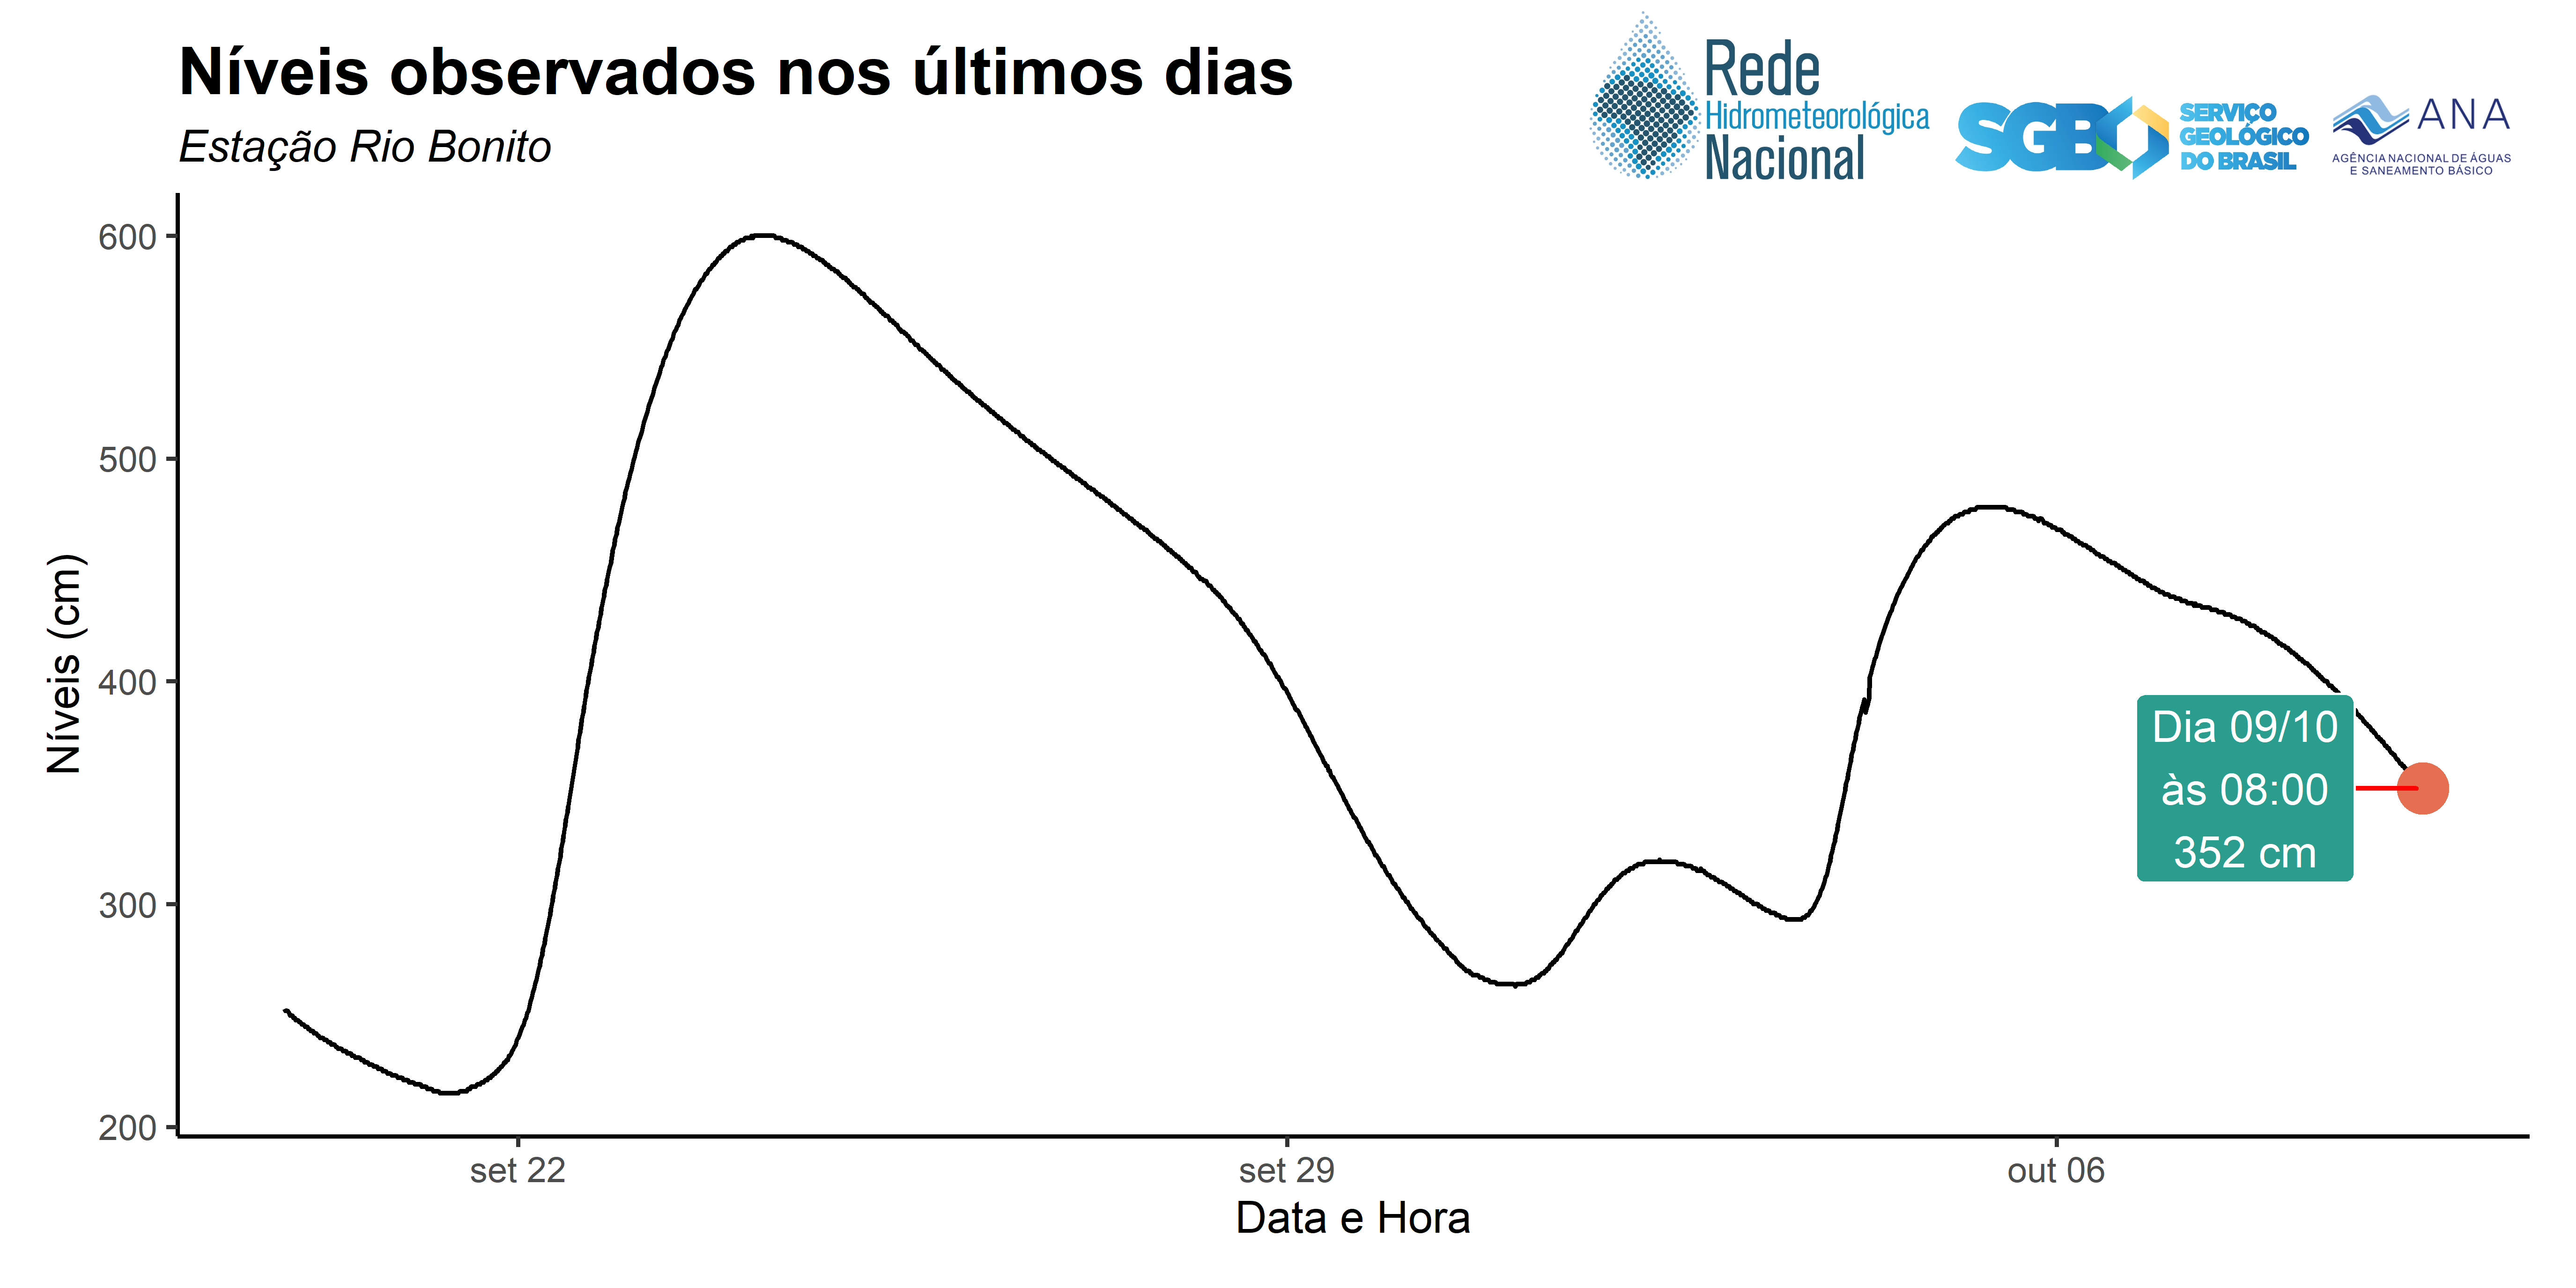 Níveis observados nos últimos dias
Estação Rio Bonito
Rede
Hidrometeorológica
Nacional
SGB
SERVIÇO
GEOLÓGICO
DO BRASIL
ANA
AGÊNCIA NACIONAL DE ÁGUAS
E SANEAMENTO BÁSICO
Níveis (cm)
600
500
400
300
200
Dia 09/10
às 08:00
352 cm
set 22
set 29
out 06
Data e Hora